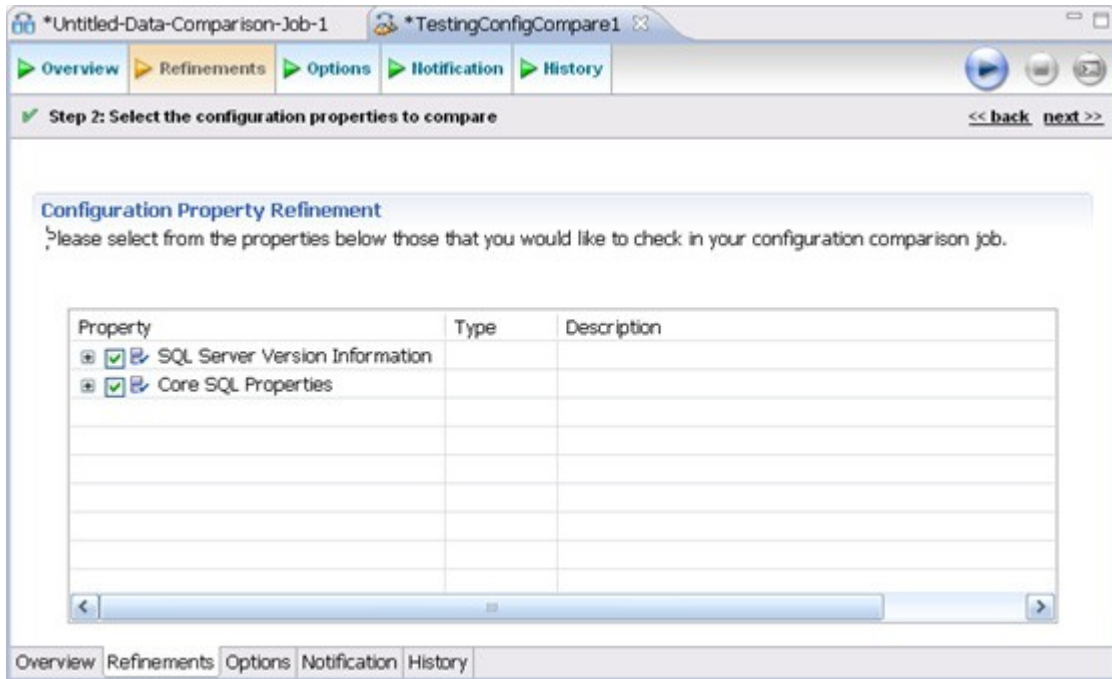 *Untitled-Data-Comparison-Job-1 *TestingConfigCompare1
Overview Refinements Options Notification History
Step 2: Select the configuration properties to compare << back next >>
Configuration Property Refinement
Please select from the properties below those that you would like to check in your configuration comparison job.
Property Type Description
SQL Server Version Information
Core SQL Properties
Overview Refinements Options Notification History